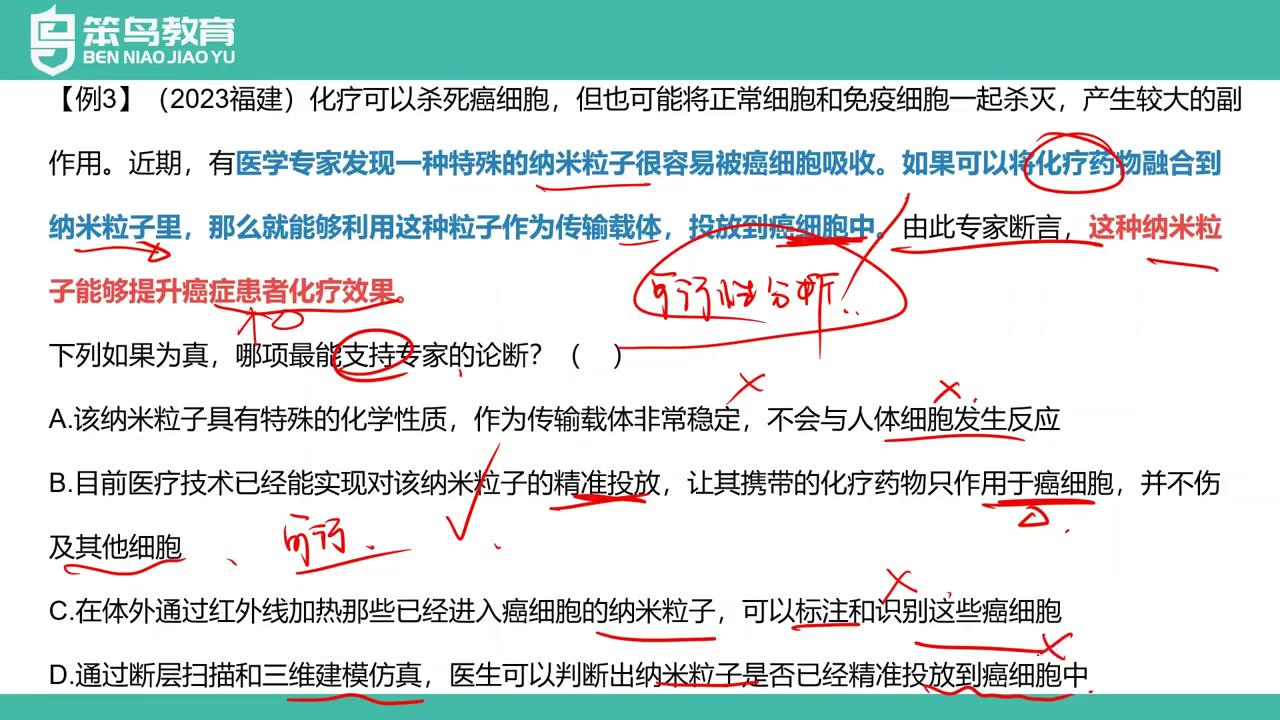 笨鸟教育
BEN NIAO JIAO YU
【例3】（2023福建）化疗可以杀死癌细胞，但也可能将正常细胞和免疫细胞一起杀灭，产生较大的副
作用。近期，有医学专家发现一种特殊的纳米粒子很容易被癌细胞吸收。如果可以将化疗药物融合到
纳米粒子里，那么就能够利用这种粒子作为传输载体，投放到癌细胞中。由此专家断言，这种纳米粒
子能够提升癌症患者化疗效果。
可行性分析
下列如果为真，哪项最能支持专家的论断？（ ）
A.该纳米粒子具有特殊的化学性质，作为传输载体非常稳定，不会与人体细胞发生反应
B.目前医疗技术已经能实现对该纳米粒子的精准投放，让其携带的化疗药物只作用于癌细胞，并不伤
及其他细胞
可行
C.在体外通过红外线加热那些已经进入癌细胞的纳米粒子，可以标注和识别这些癌细胞
D.通过断层扫描和三维建模仿真，医生可以判断出纳米粒子是否已经精准投放到癌细胞中